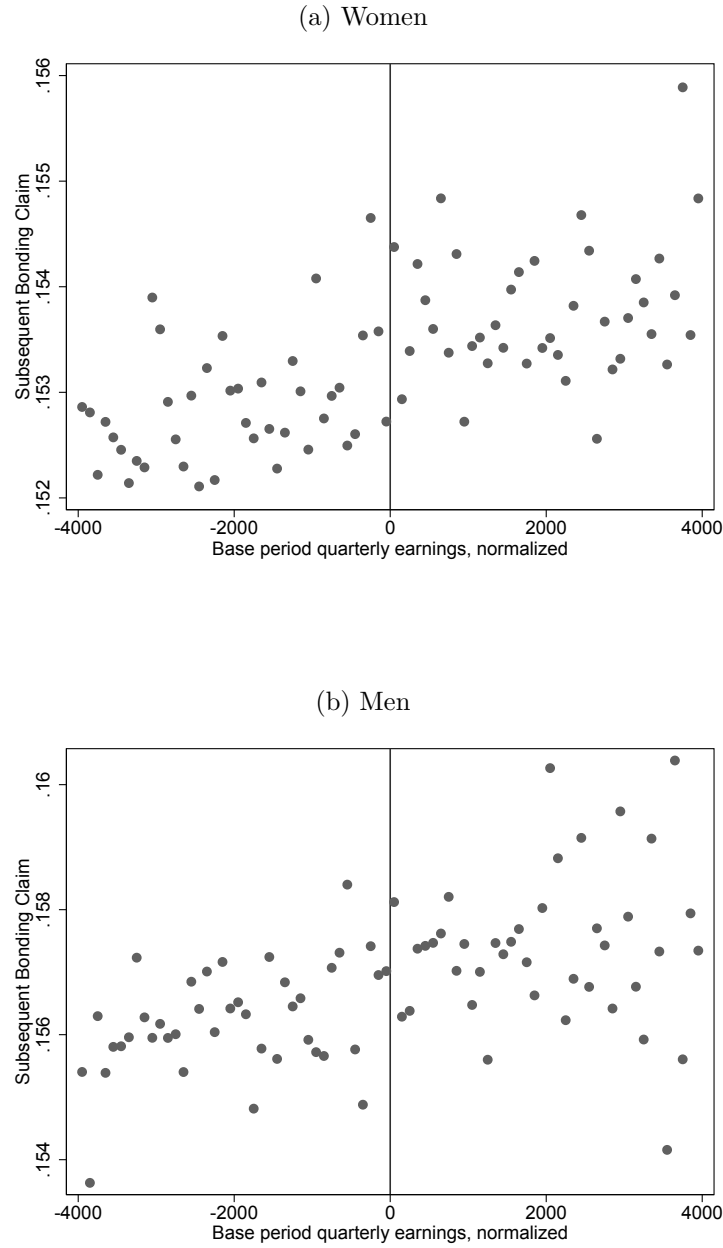 (a) Women
.156
.155
.154
.153
.152
Subsequent Bonding Claim
-4000 -2000 0 2000 4000
Base period quarterly earnings, normalized
(b) Men
.16
.158
.156
.154
Subsequent Bonding Claim
-4000 -2000 0 2000 4000
Base period quarterly earnings, normalized